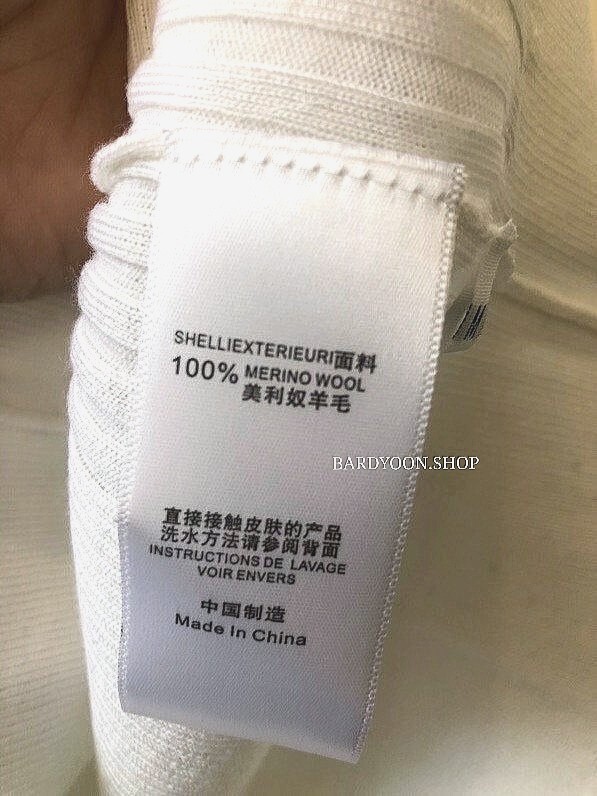 SHELLIEXTERIEURI面料
100% MERINO WOOL
美利奴羊毛
BARDYOON.SHOP
直接接触皮肤的产品
洗水方法请参阅背面
INSTRUCTIONS DE LAVAGE
VOIR ENVERS
中国制造
Made In China